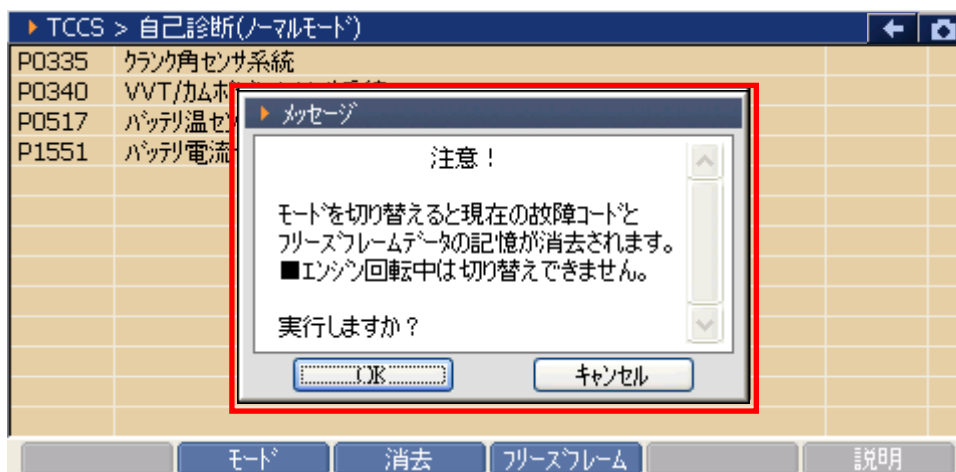 TCCS > 自己診断(ノーマルモード)
P0335 クランク角センサ系統
P0340 VVT/カムポ
P0517 バッテリ温セン
P1551 バッテリ電流
メッセージ
注意!
モードを切り替えると現在の故障コードと
フリーズフレームデータの記憶が消去されます。
■エンジン回転中は切り替えできません。
実行しますか?
OK キャンセル
モード 消去 フリーズフレーム 説明